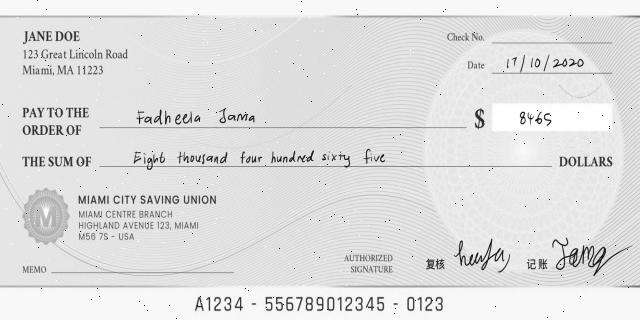 JANE DOE
123 Great Lincoln Road
Miami, MA 11223
Check No.
Date 17/10/2020
PAY TO THE
ORDER OF Fadheela Jamia
$ 8465
THE SUM OF Eight thousand four hundred sixty five DOLLARS
M
MIAMI CITY SAVING UNION
MIAMI CENTRE BRANCH
HIGHLAND AVENUE 123, MIAMI
M56 7S - USA
MEMO
AUTHORIZED
SIGNATURE
复核
记账
A1234 - 556789012345 - 0123